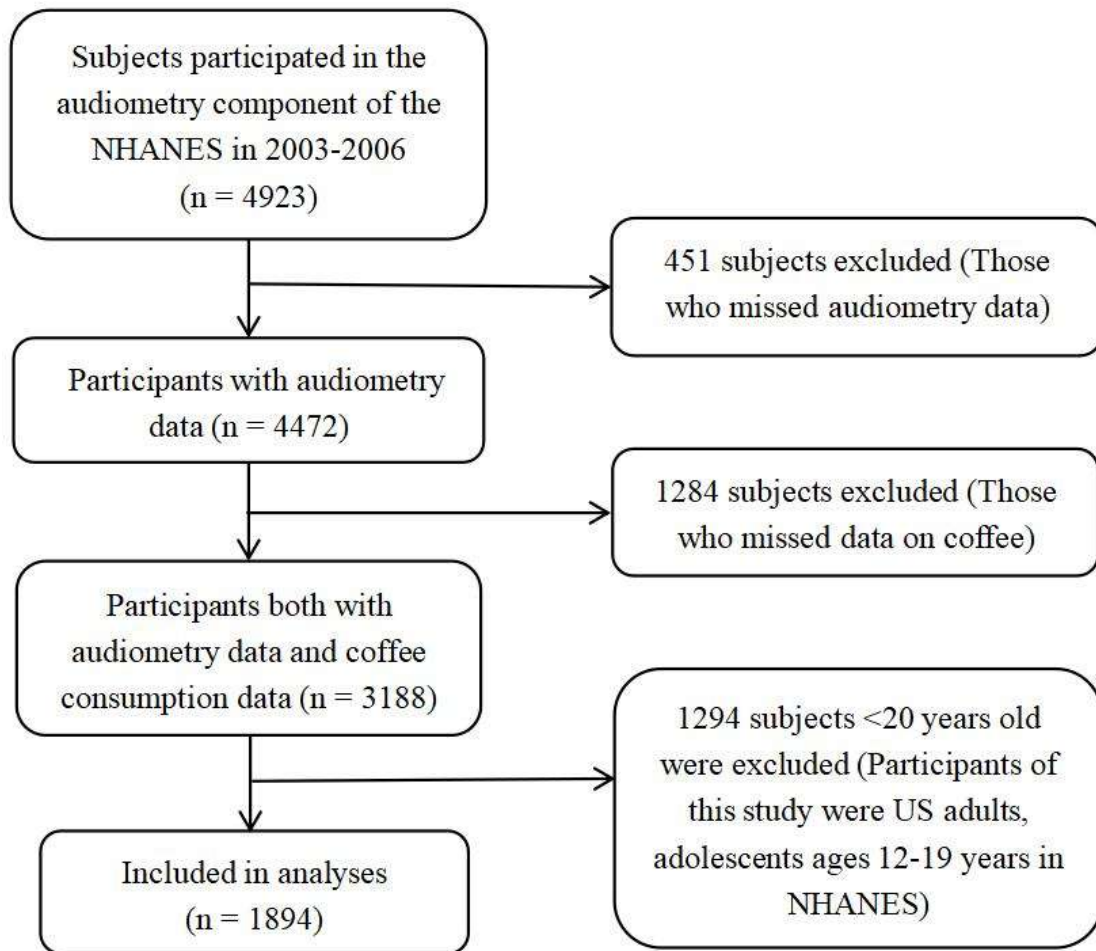 Subjects participated in the
audiometry component of the
NHANES in 2003-2006
(n = 4923)
451 subjects excluded (Those
who missed audiometry data)
Participants with audiometry
data (n = 4472)
1284 subjects excluded (Those
who missed data on coffee)
Participants both with
audiometry data and coffee
consumption data (n = 3188)
1294 subjects <20 years old
were excluded (Participants of
this study were US adults,
adolescents ages 12-19 years in
NHANES)
Included in analyses
(n = 1894)